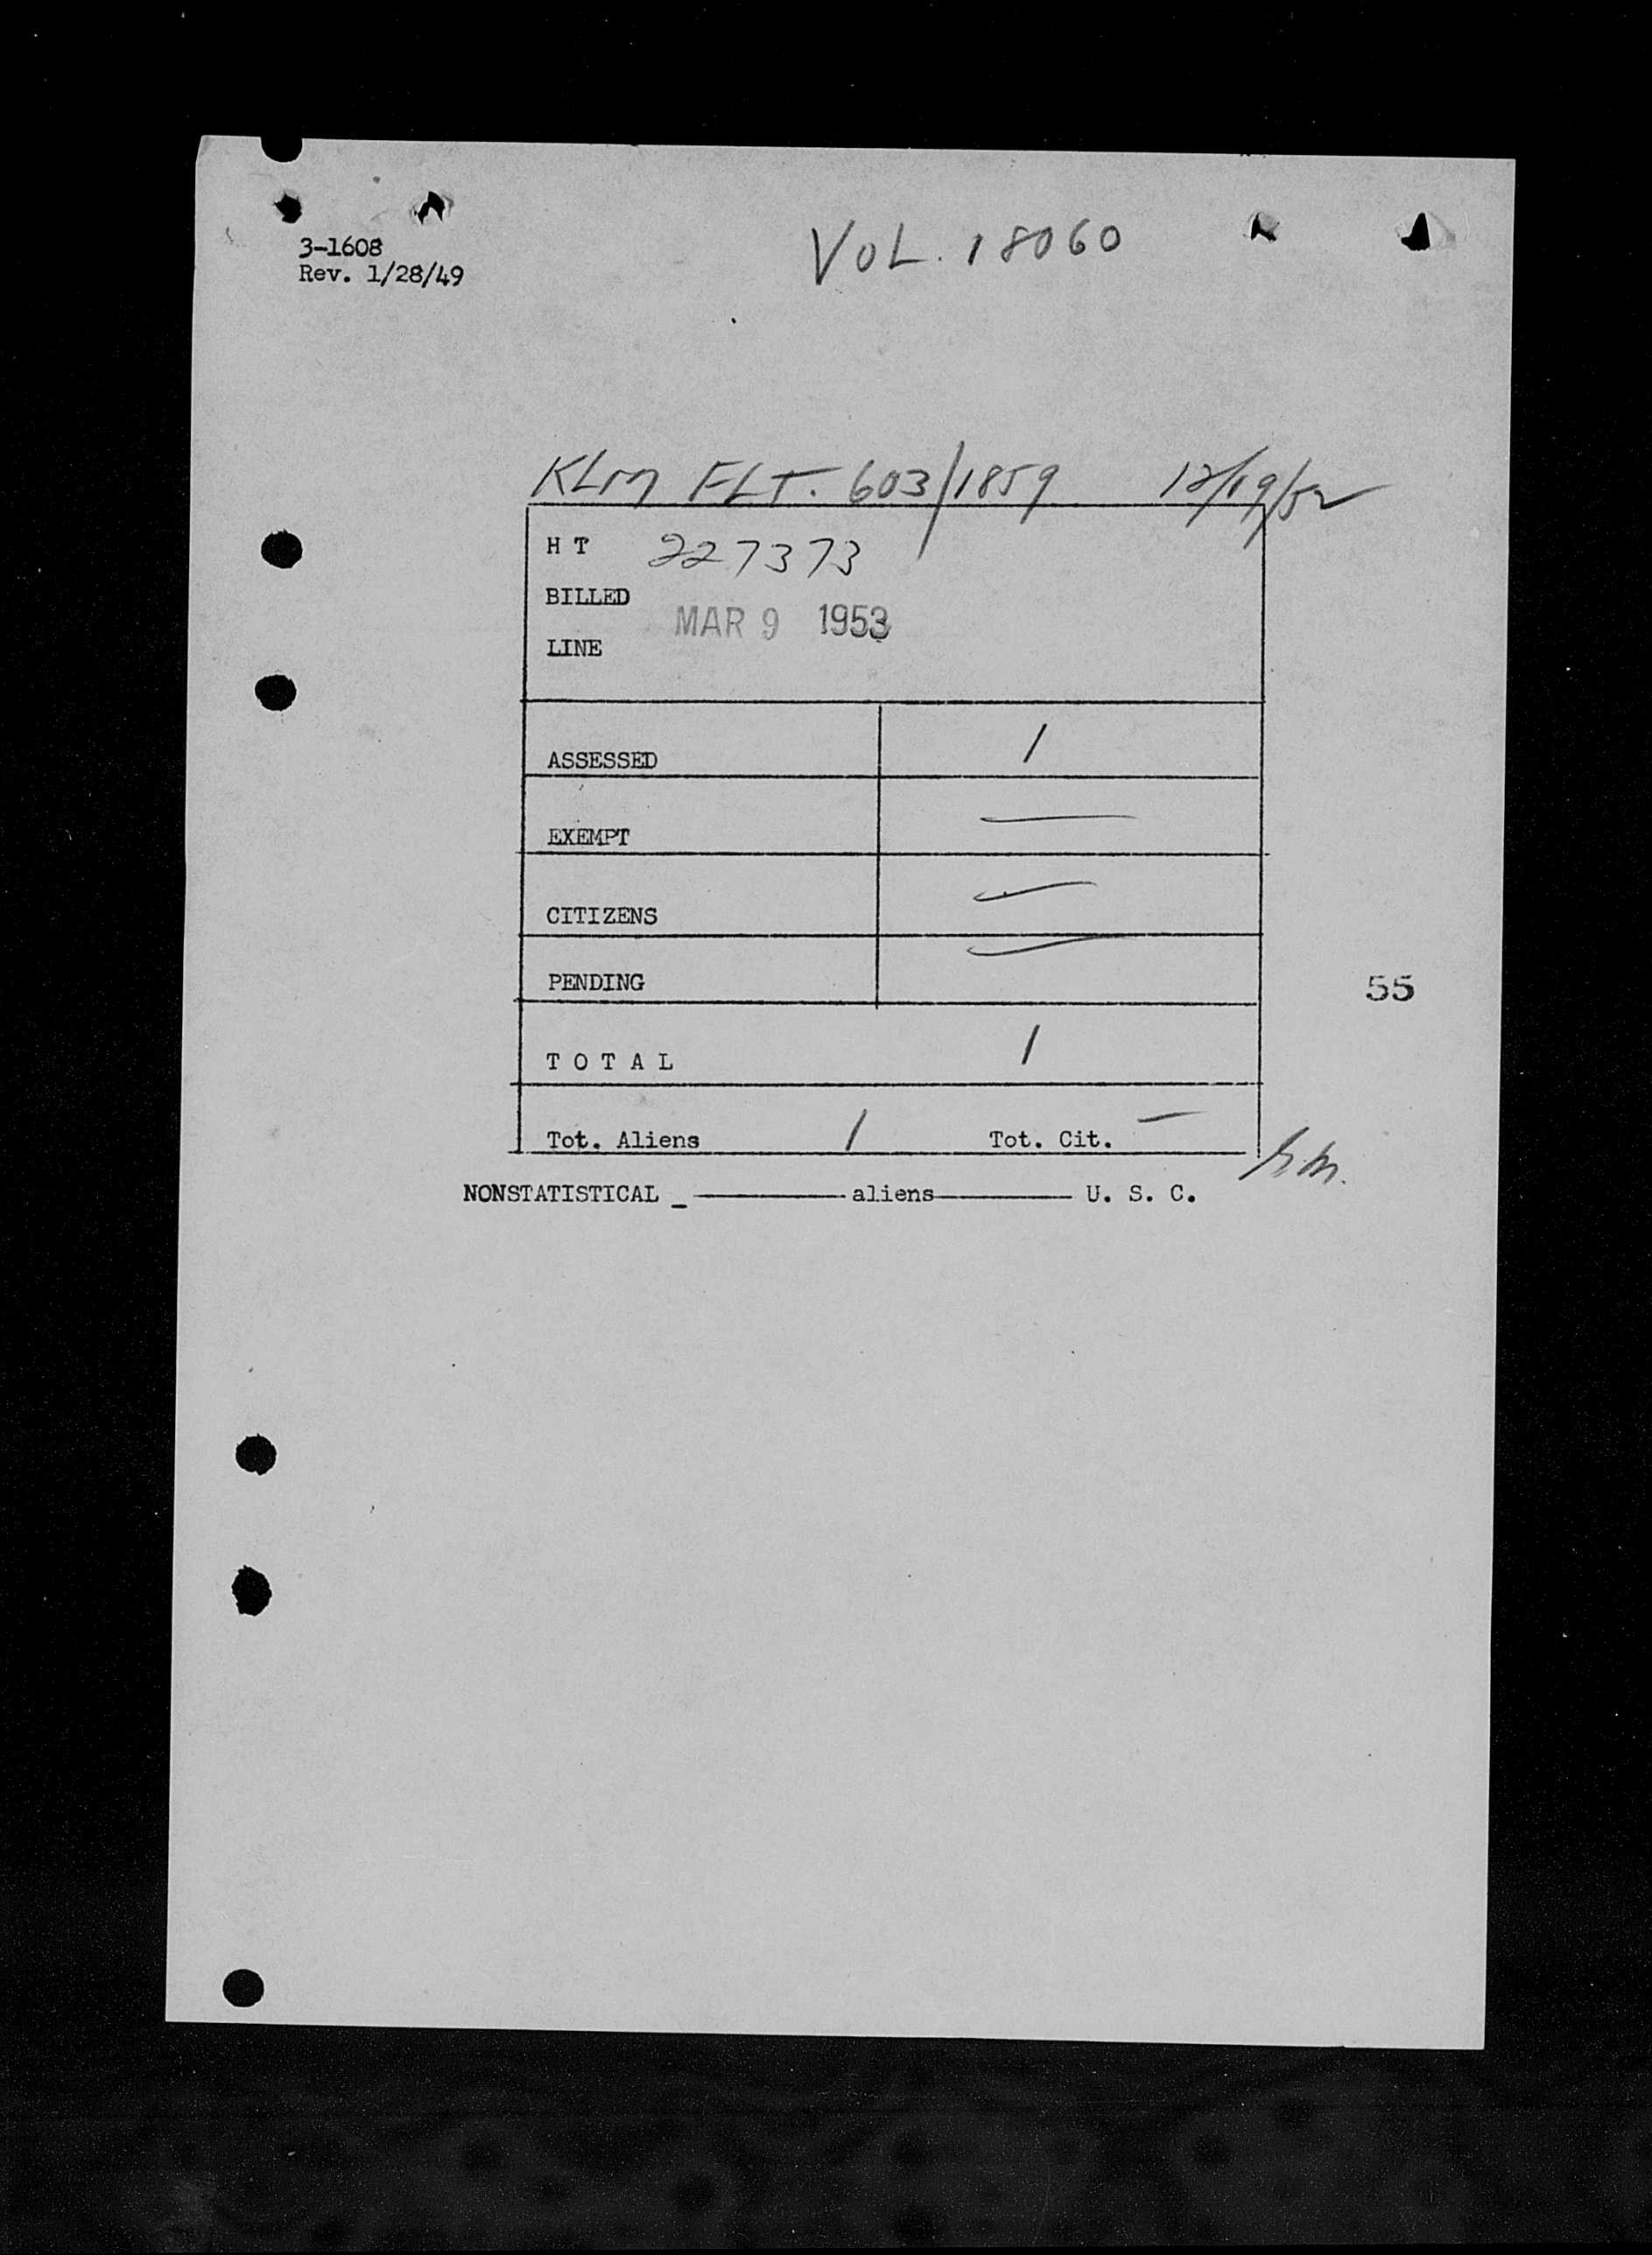 3-1608
Rev. 1/28/49
VOL. 18060
KLM FLT. 603/1859 12/19/52
H T 227373
BILLED
MAR 9 1953
LINE
ASSESSED 1
EXEMPT —
CITIZENS —
PENDING —
55
T O T A L 1
Tot. Aliens 1 Tot. Cit. —
NONSTATISTICAL _ ———— aliens ———— U. S. C.